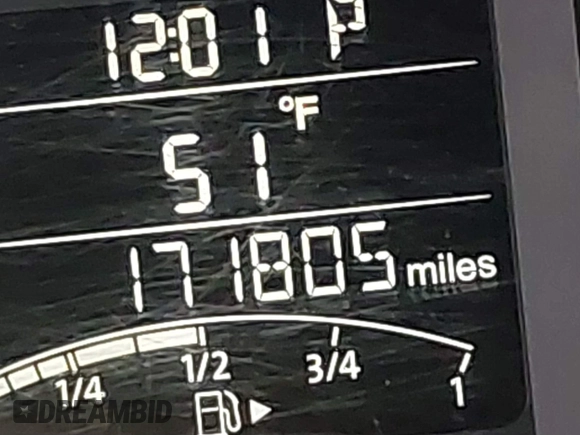 12:01 P
51 °F
171805 miles
1/4 1/2 3/4 1
DREAMBID